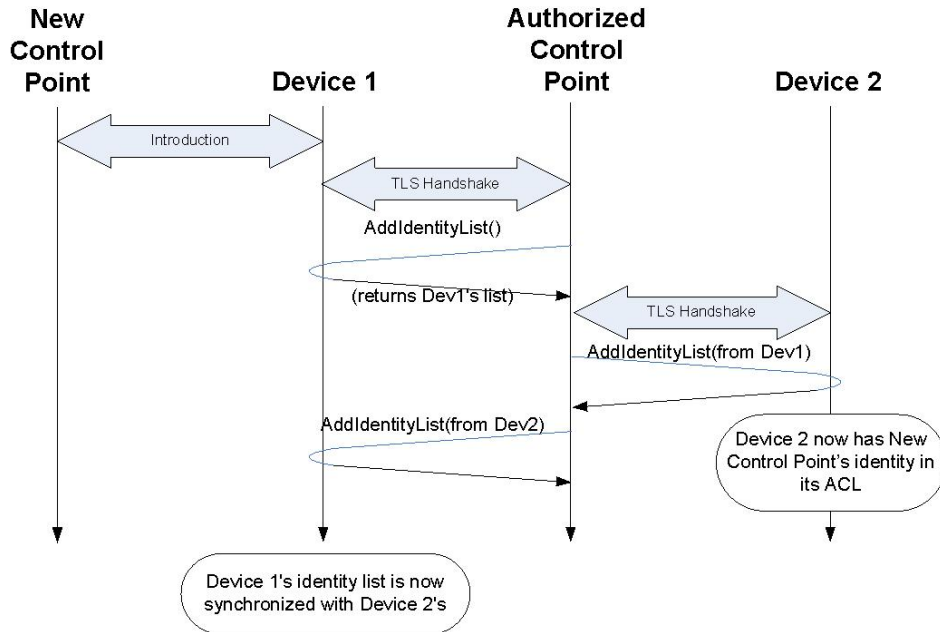 New
Control
Point
Device 1
Authorized
Control
Point
Device 2
Introduction
TLS Handshake
AddIdentityList()
(returns Dev1's list)
TLS Handshake
AddIdentityList(from Dev1)
AddIdentityList(from Dev2)
Device 2 now has New
Control Point’s identity in
its ACL
Device 1's identity list is now
synchronized with Device 2's